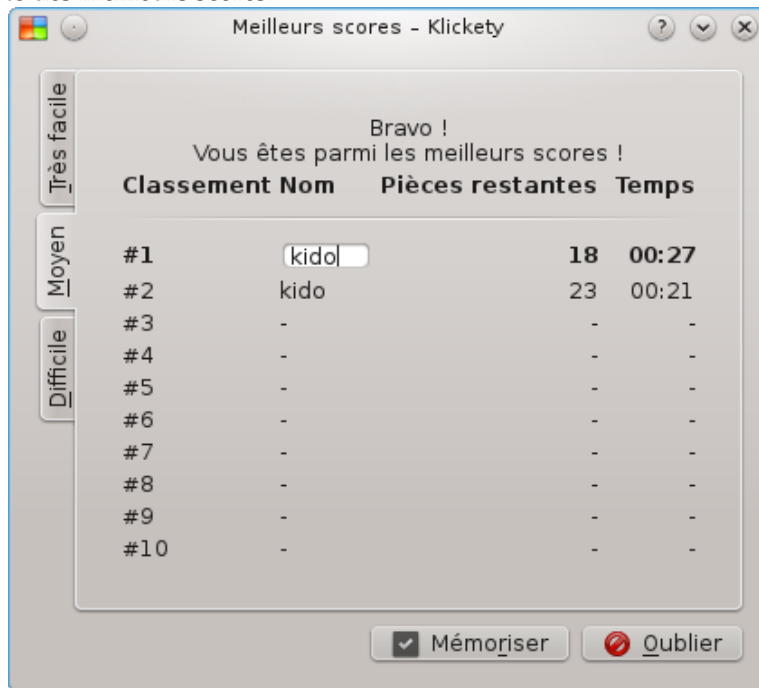 Meilleurs scores – Klickety
Très facile
Moyen
Difficile
Bravo !
Vous êtes parmi les meilleurs scores !
Classement Nom Pièces restantes Temps
#1 kido 18 00:27
#2 kido 23 00:21
#3 - - -
#4 - - -
#5 - - -
#6 - - -
#7 - - -
#8 - - -
#9 - - -
#10 - - -
Mémoriser Oublier